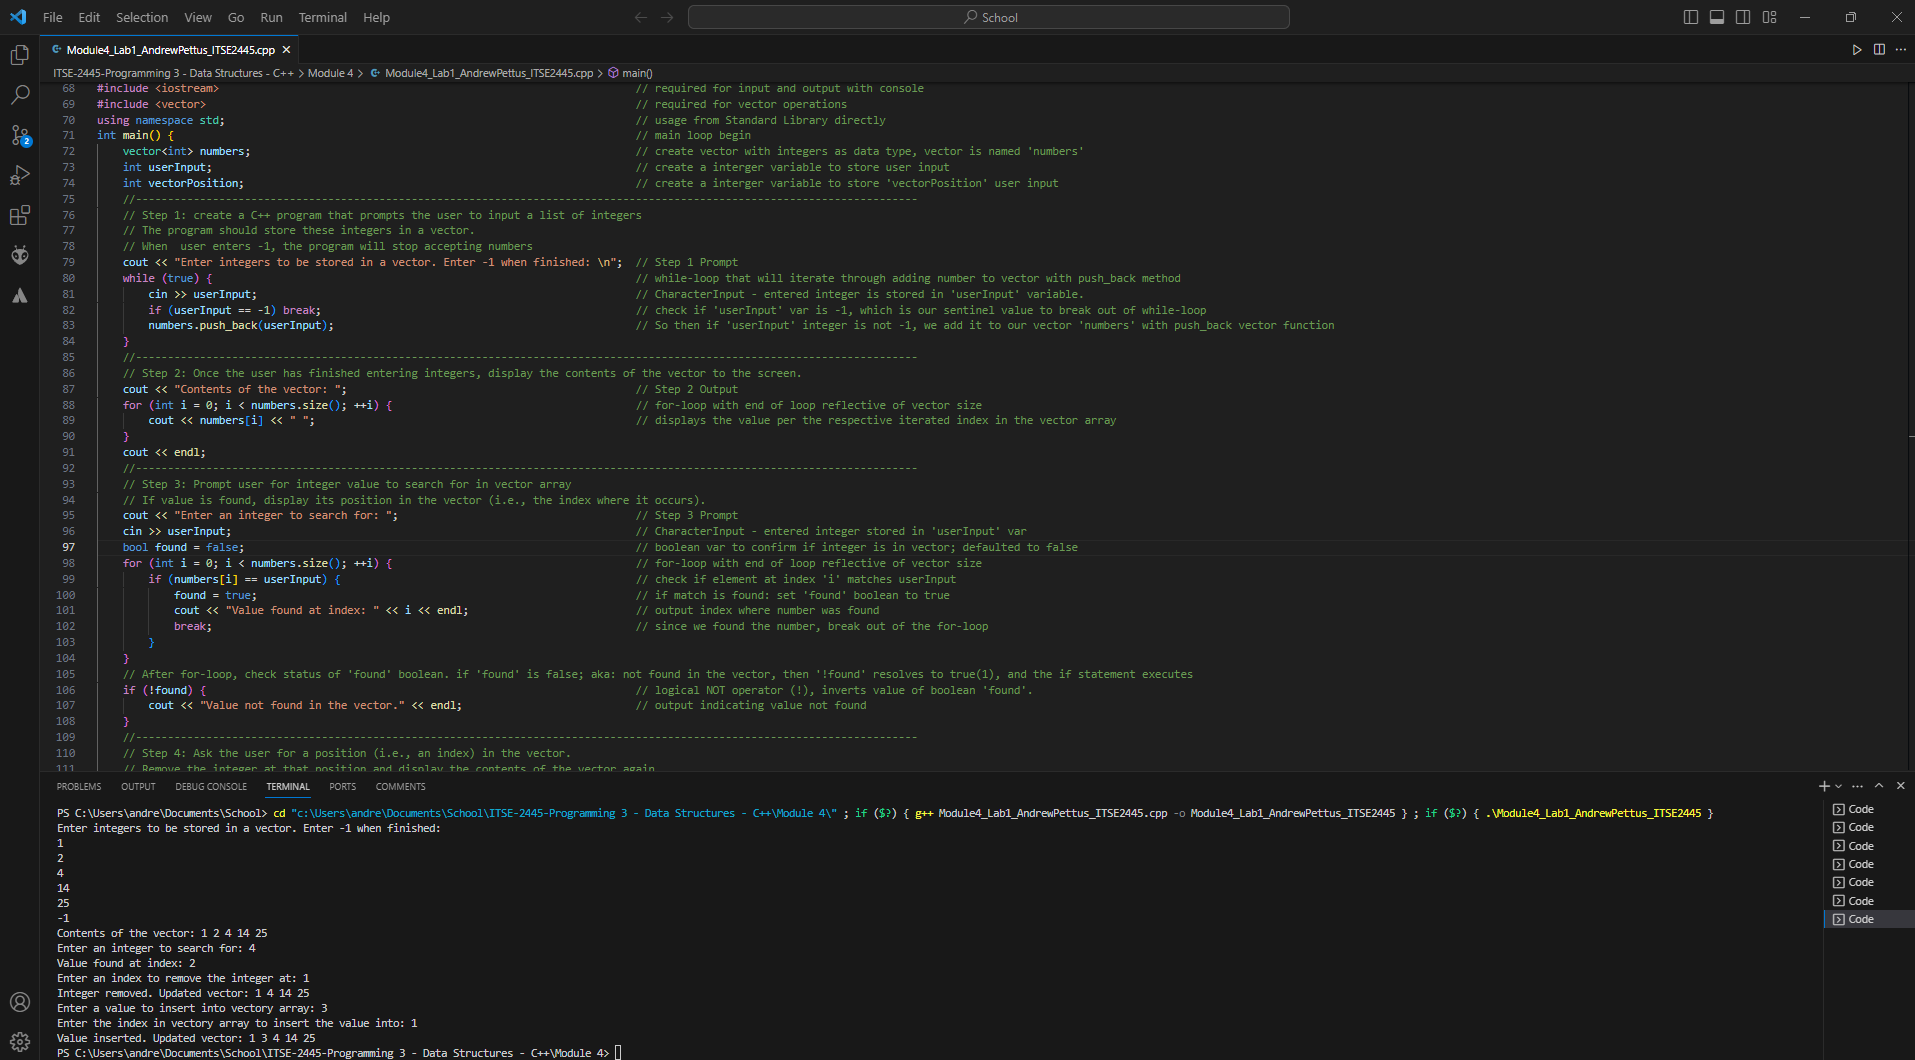 File Edit Selection View Go Run Terminal Help
School
Module4_Lab1_AndrewPettus_ITSE2445.cpp
ITSE-2445-Programming 3 - Data Structures - C++ > Module 4 > Module4_Lab1_AndrewPettus_ITSE2445.cpp > main()
68 #include <iostream> // required for input and output with console
69 #include <vector> // required for vector operations
70 using namespace std; // usage from Standard Library directly
71 int main() { // main loop begin
72 vector<int> numbers; // create vector with integers as data type, vector is named 'numbers'
73 int userInput; // create a interger variable to store user input
74 int vectorPosition; // create a interger variable to store 'vectorPosition' user input
75 //--------------------------------------------------------------------------------------------------------------------------
76 // Step 1: create a C++ program that prompts the user to input a list of integers
77 // The program should store these integers in a vector.
78 // When  user enters -1, the program will stop accepting numbers
79 cout << "Enter integers to be stored in a vector. Enter -1 when finished: \n"; // Step 1 Prompt
80 while (true) { // while-loop that will iterate through adding number to vector with push_back method
81 cin >> userInput; // CharacterInput - entered integer is stored in 'userInput' variable.
82 if (userInput == -1) break; // check if 'userInput' var is -1, which is our sentinel value to break out of while-loop
83 numbers.push_back(userInput); // So then if 'userInput' integer is not -1, we add it to our vector 'numbers' with push_back vector function
84 }
85 //--------------------------------------------------------------------------------------------------------------------------
86 // Step 2: Once the user has finished entering integers, display the contents of the vector to the screen.
87 cout << "Contents of the vector: "; // Step 2 Output
88 for (int i = 0; i < numbers.size(); ++i) { // for-loop with end of loop reflective of vector size
89 cout << numbers[i] << " "; // displays the value per the respective iterated index in the vector array
90 }
91 cout << endl;
92 //--------------------------------------------------------------------------------------------------------------------------
93 // Step 3: Prompt user for integer value to search for in vector array
94 // If value is found, display its position in the vector (i.e., the index where it occurs).
95 cout << "Enter an integer to search for: "; // Step 3 Prompt
96 cin >> userInput; // CharacterInput - entered integer stored in 'userInput' var
97 bool found = false; // boolean var to confirm if integer is in vector; defaulted to false
98 for (int i = 0; i < numbers.size(); ++i) { // for-loop with end of loop reflective of vector size
99 if (numbers[i] == userInput) { // check if element at index 'i' matches userInput
100 found = true; // if match is found: set 'found' boolean to true
101 cout << "Value found at index: " << i << endl; // output index where number was found
102 break; // since we found the number, break out of the for-loop
103 }
104 }
105 // After for-loop, check status of 'found' boolean. if 'found' is false; aka: not found in the vector, then '!found' resolves to true(1), and the if statement executes
106 if (!found) { // logical NOT operator (!), inverts value of boolean 'found'.
107 cout << "Value not found in the vector." << endl; // output indicating value not found
108 }
109 //--------------------------------------------------------------------------------------------------------------------------
110 // Step 4: Ask the user for a position (i.e., an index) in the vector.
111 // Remove the integer at that position and display the contents of the vector again
PROBLEMS OUTPUT DEBUG CONSOLE TERMINAL PORTS COMMENTS
PS C:\Users\andre\Documents\School> cd "c:\Users\andre\Documents\School\ITSE-2445-Programming 3 - Data Structures - C++\Module 4\" ; if ($?) { g++ Module4_Lab1_AndrewPettus_ITSE2445.cpp -o Module4_Lab1_AndrewPettus_ITSE2445 } ; if ($?) { .\Module4_Lab1_AndrewPettus_ITSE2445 }
Enter integers to be stored in a vector. Enter -1 when finished:
1
2
4
14
25
-1
Contents of the vector: 1 2 4 14 25
Enter an integer to search for: 4
Value found at index: 2
Enter an index to remove the integer at: 1
Integer removed. Updated vector: 1 4 14 25
Enter a value to insert into vectory array: 3
Enter the index in vectory array to insert the value into: 1
Value inserted. Updated vector: 1 3 4 14 25
PS C:\Users\andre\Documents\School\ITSE-2445-Programming 3 - Data Structures - C++\Module 4>
Code
Code
Code
Code
Code
Code
Code
2